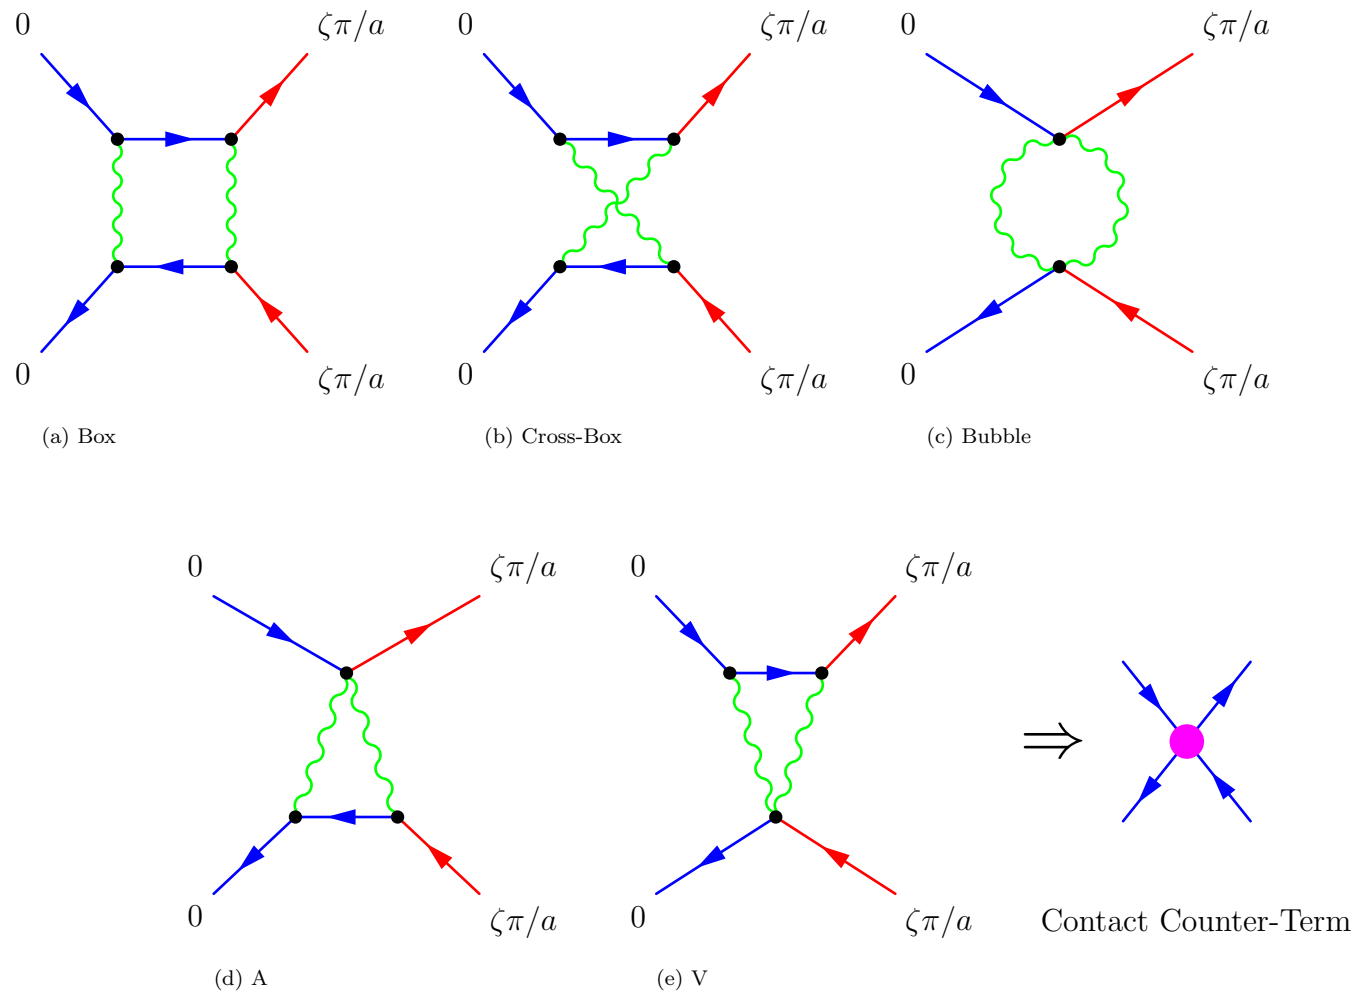 0 ζπ/a 0 ζπ/a 0 ζπ/a
0 ζπ/a 0 ζπ/a 0 ζπ/a
(a) Box (b) Cross-Box (c) Bubble
0 ζπ/a 0 ζπ/a
⇒
0 ζπ/a 0 ζπ/a Contact Counter-Term
(d) A (e) V